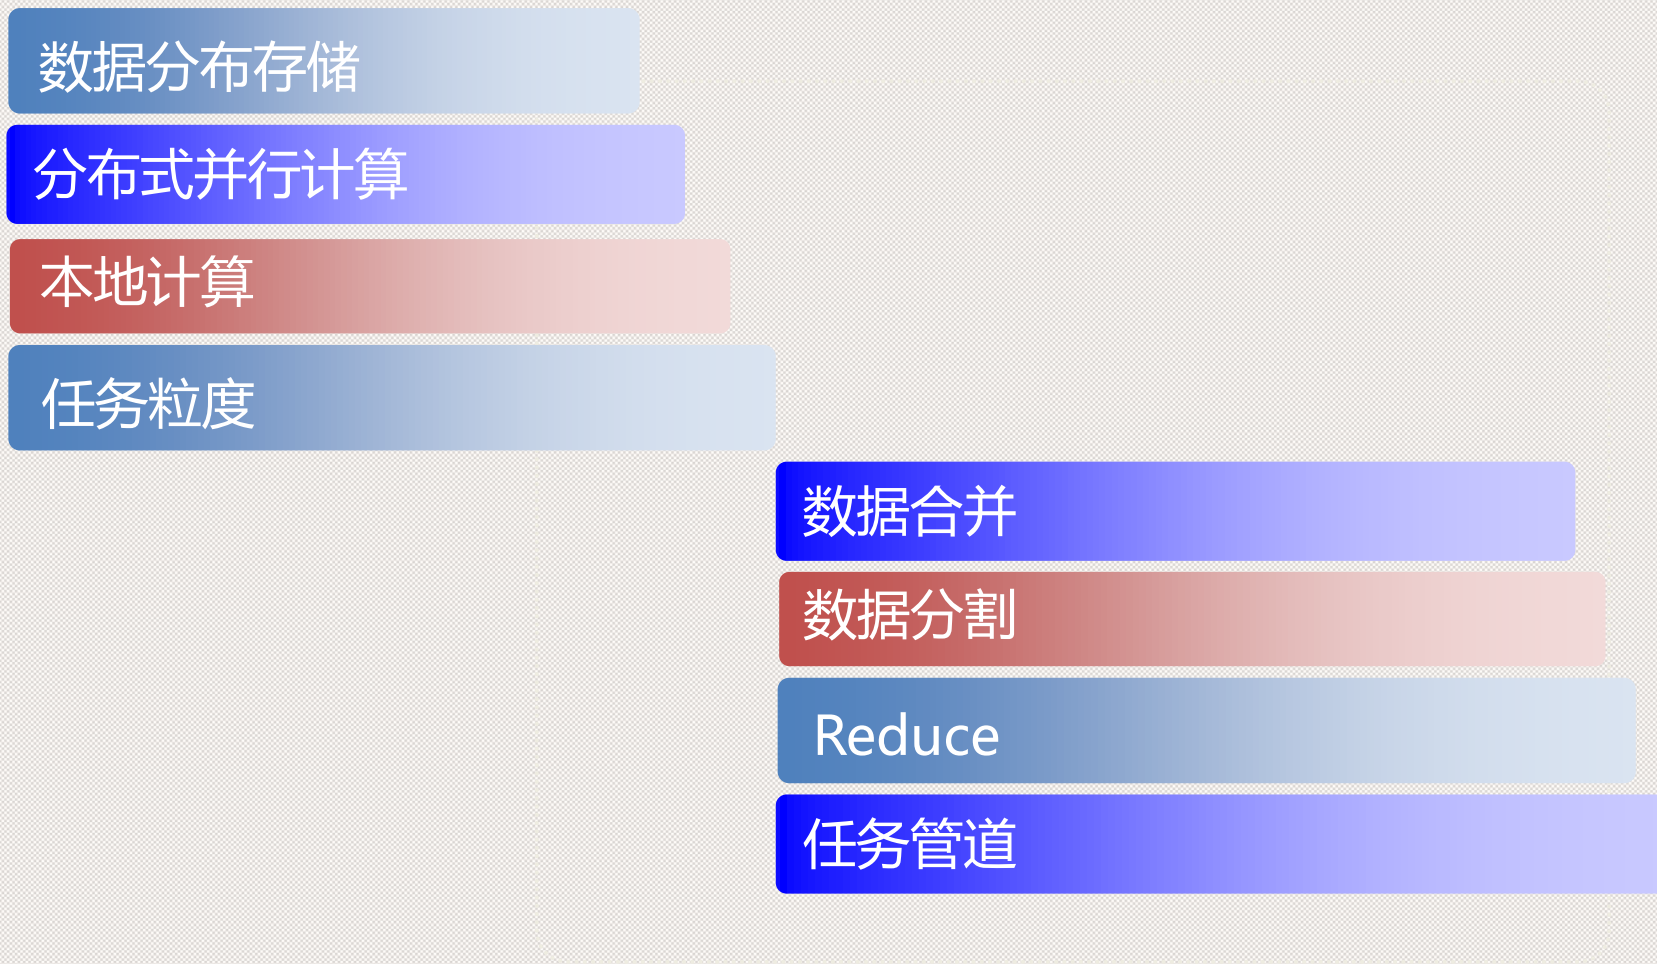 数据分布存储
分布式并行计算
本地计算
任务粒度
数据合并
数据分割
Reduce
任务管道